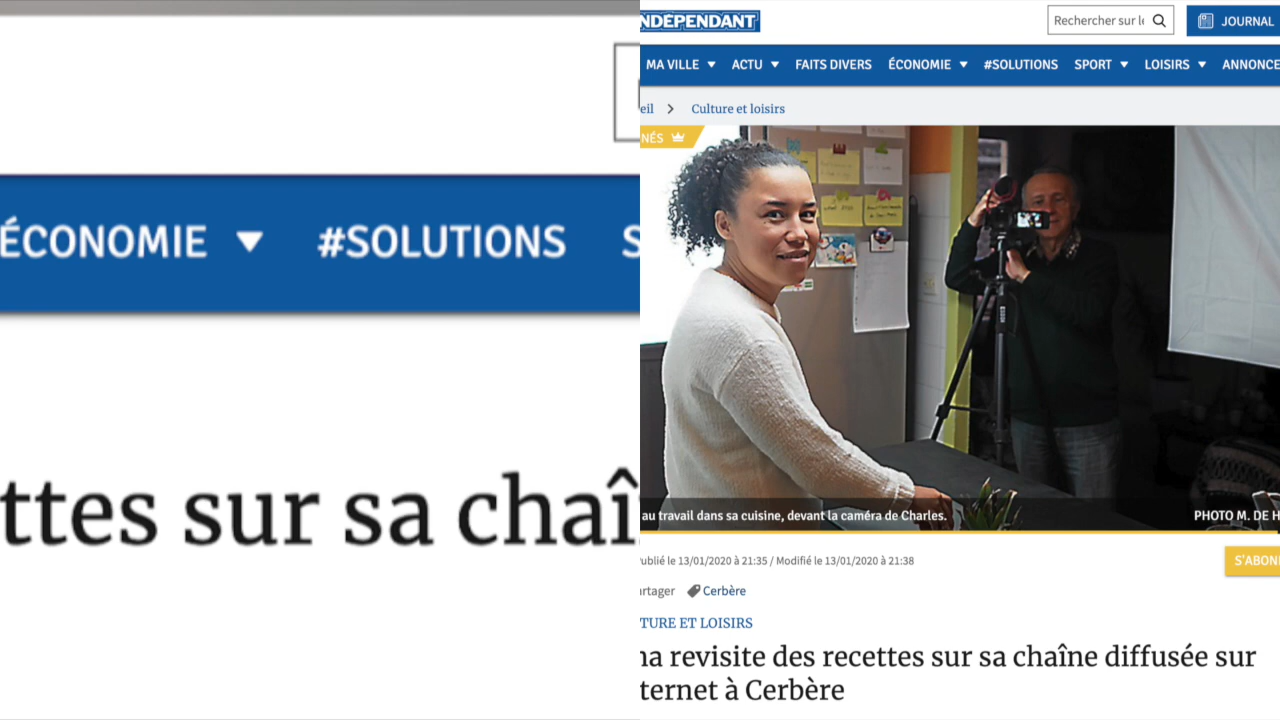 ÉCONOMIE #SOLUTIONS S
ttes sur sa chaî
NDÉPENDANT
Rechercher sur l
JOURNAL
MA VILLE ACTU FAITS DIVERS ÉCONOMIE #SOLUTIONS SPORT LOISIRS ANNONCE
eil > Culture et loisirs
NÉS
au travail dans sa cuisine, devant la caméra de Charles.
PHOTO M. DE H
ublié le 13/01/2020 à 21:35 / Modifié le 13/01/2020 à 21:38
S'ABON
rtager Cerbère
TURE ET LOISIRS
na revisite des recettes sur sa chaîne diffusée sur
ternet à Cerbère